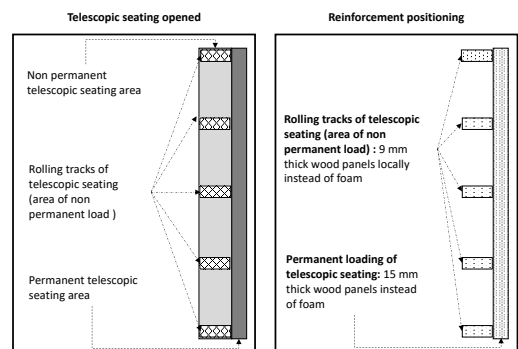 Telescopic seating opened
Non permanent
telescopic seating area
Rolling tracks of
telescopic seating
(area of non
permanent load )
Permanent telescopic
seating area
Reinforcement positioning
Rolling tracks of telescopic
seating (area of non
permanent load) : 9 mm
thick wood panels locally
instead of foam
Permanent loading of
telescopic seating: 15 mm
thick wood panels instead
of foam